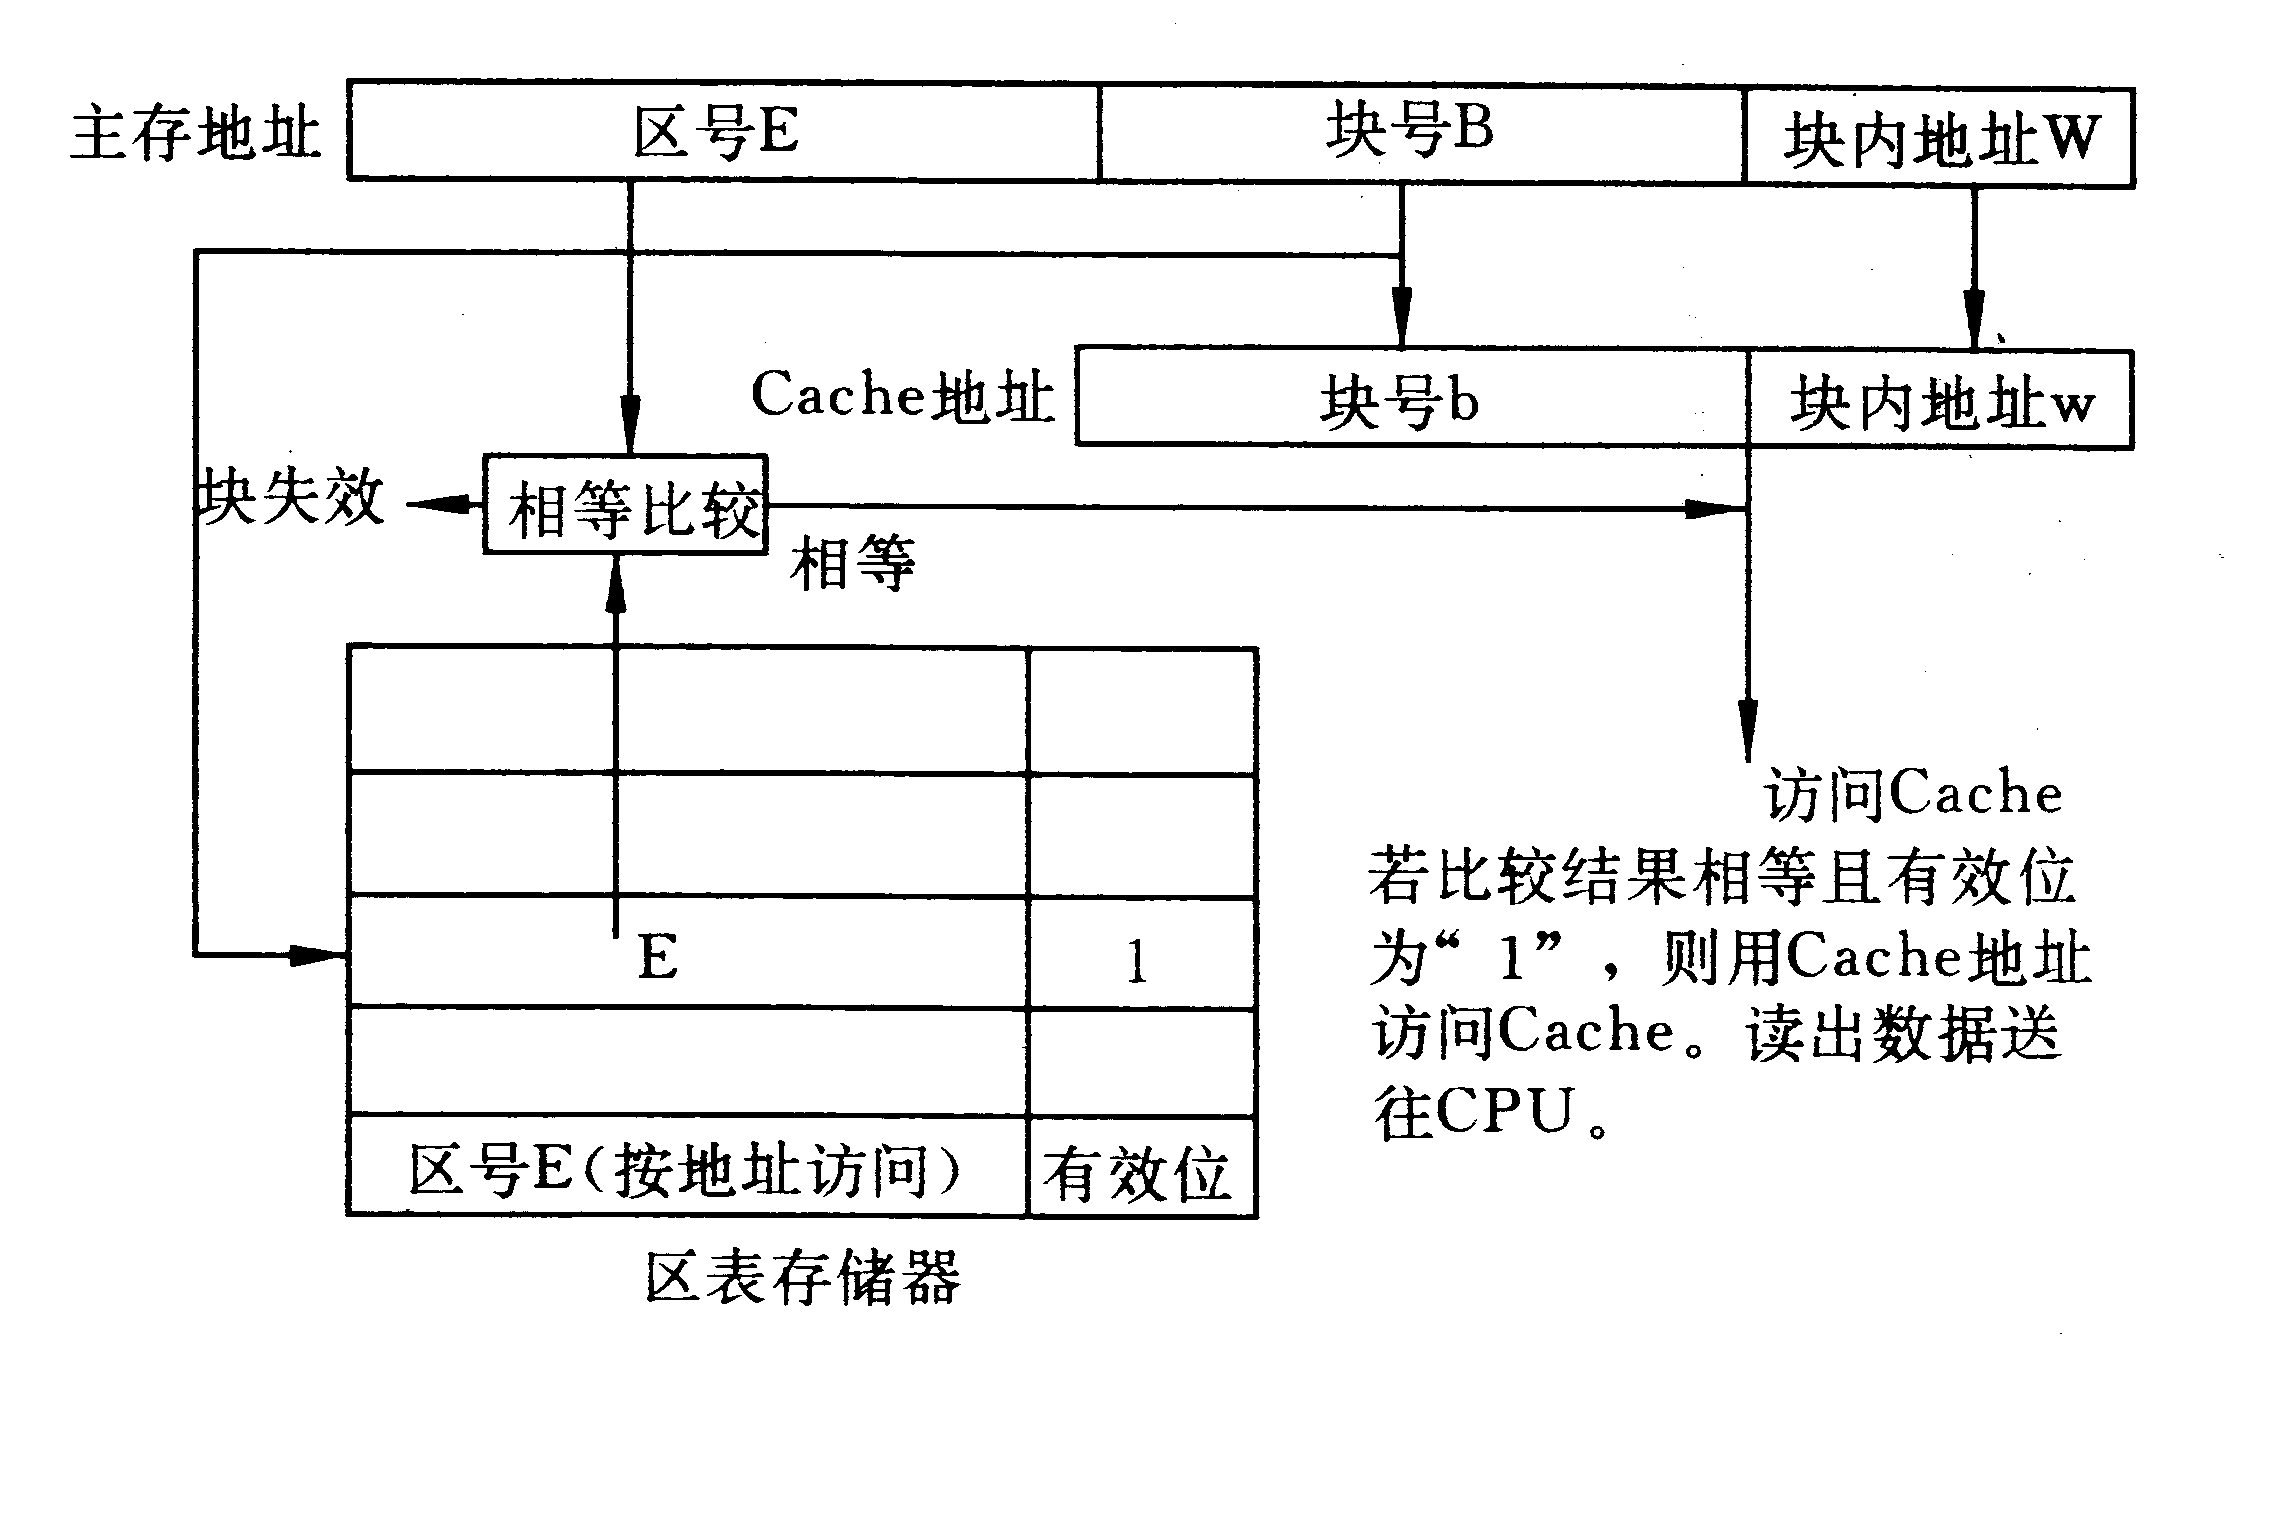 主存地址 区号E 块号B 块内地址W
Cache地址 块号b 块内地址w
块失效 相等比较
相等
访问Cache
若比较结果相等且有效位
为“1”，则用Cache地址
访问Cache。读出数据送
往CPU。
E 1
区号E(按地址访问) 有效位
区表存储器